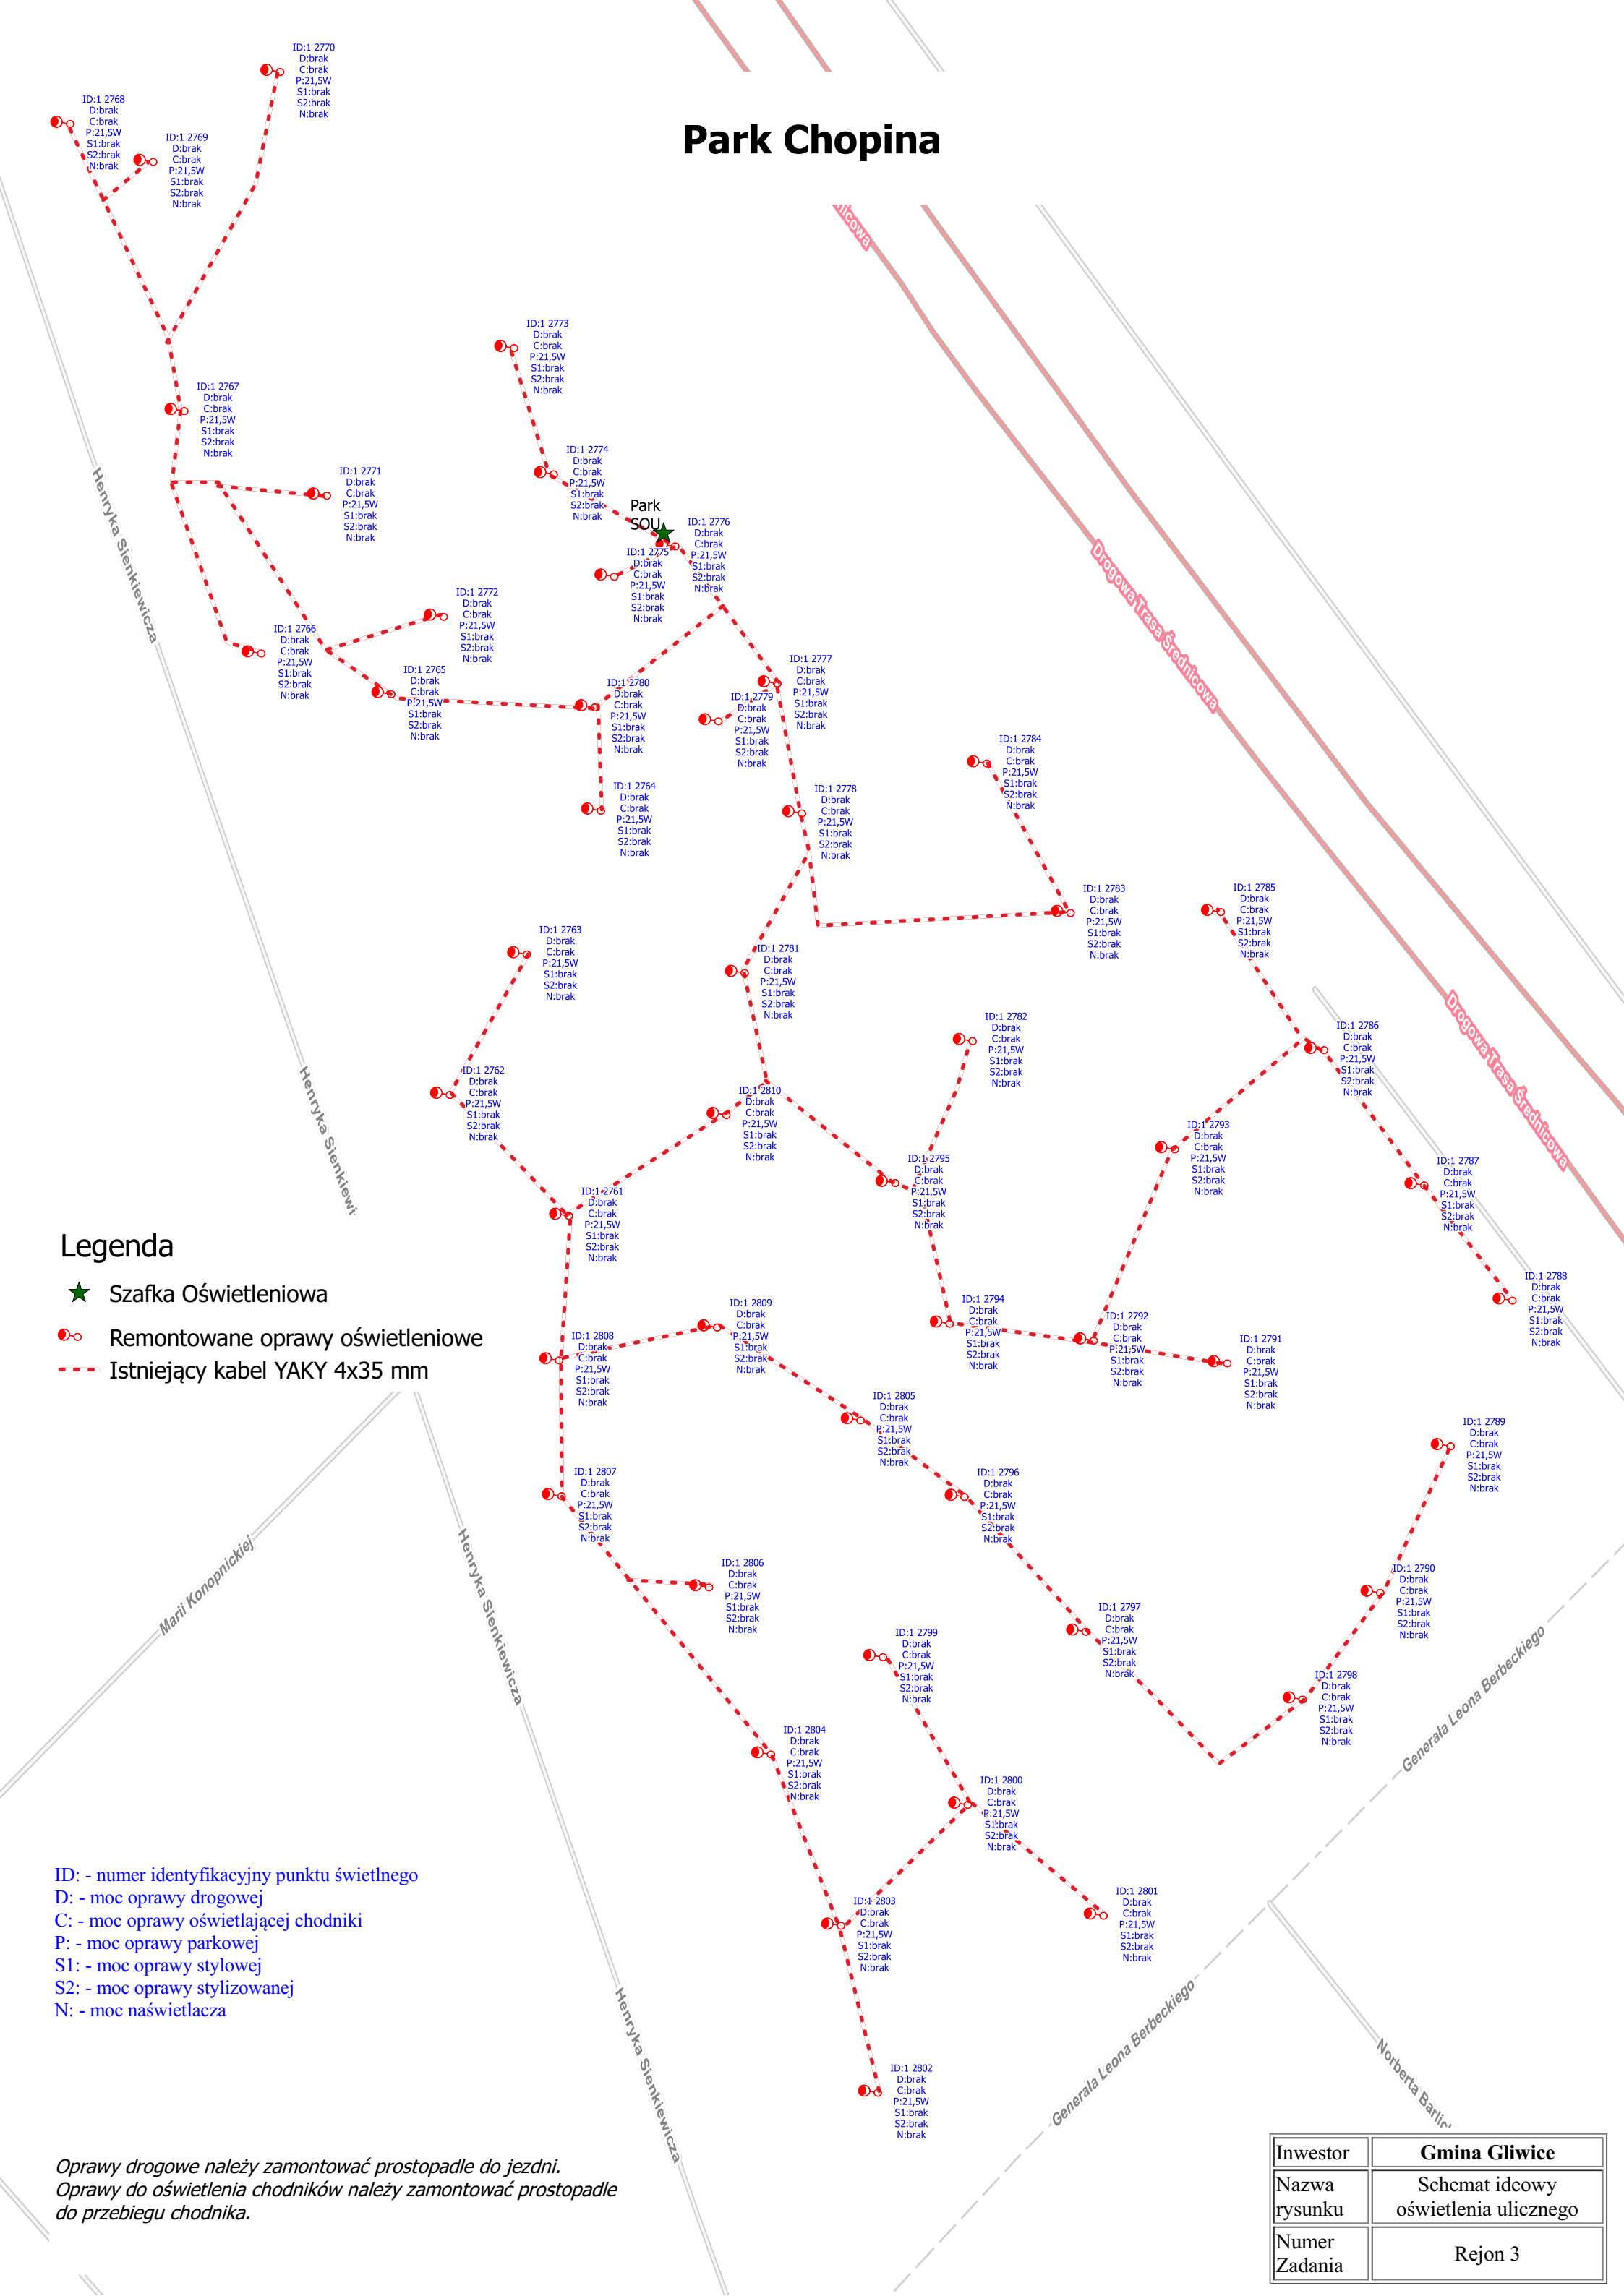 Park Chopina
ID:1 2770
D:brak
C:brak
P:21,5W
S1:brak
S2:brak
N:brak
ID:1 2768
D:brak
C:brak
P:21,5W
S1:brak
S2:brak
N:brak
ID:1 2769
D:brak
C:brak
P:21,5W
S1:brak
S2:brak
N:brak
nicowa
ID:1 2773
D:brak
C:brak
P:21,5W
S1:brak
S2:brak
N:brak
ID:1 2767
D:brak
C:brak
P:21,5W
S1:brak
S2:brak
N:brak
ID:1 2774
D:brak
C:brak
P:21,5W
S1:brak
S2:brak
N:brak
ID:1 2771
D:brak
C:brak
P:21,5W
S1:brak
S2:brak
N:brak
Henryka Sienkiewicza
Park
SOU
ID:1 2776
D:brak
C:brak
P:21,5W
S1:brak
S2:brak
N:brak
ID:1 2775
D:brak
C:brak
P:21,5W
S1:brak
S2:brak
N:brak
Drogowa Trasa Średnicowa
ID:1 2772
D:brak
C:brak
P:21,5W
S1:brak
S2:brak
N:brak
ID:1 2766
D:brak
C:brak
P:21,5W
S1:brak
S2:brak
N:brak
ID:1 2765
D:brak
C:brak
P:21,5W
S1:brak
S2:brak
N:brak
ID:1 2780
D:brak
C:brak
P:21,5W
S1:brak
S2:brak
N:brak
ID:1 2777
D:brak
C:brak
P:21,5W
S1:brak
S2:brak
N:brak
ID:1 2779
D:brak
C:brak
P:21,5W
S1:brak
S2:brak
N:brak
ID:1 2784
D:brak
C:brak
P:21,5W
S1:brak
S2:brak
N:brak
ID:1 2764
D:brak
C:brak
P:21,5W
S1:brak
S2:brak
N:brak
ID:1 2778
D:brak
C:brak
P:21,5W
S1:brak
S2:brak
N:brak
ID:1 2783
D:brak
C:brak
P:21,5W
S1:brak
S2:brak
N:brak
ID:1 2785
D:brak
C:brak
P:21,5W
S1:brak
S2:brak
N:brak
ID:1 2763
D:brak
C:brak
P:21,5W
S1:brak
S2:brak
N:brak
ID:1 2781
D:brak
C:brak
P:21,5W
S1:brak
S2:brak
N:brak
Drogowa Trasa Średnicowa
ID:1 2782
D:brak
C:brak
P:21,5W
S1:brak
S2:brak
N:brak
ID:1 2786
D:brak
C:brak
P:21,5W
S1:brak
S2:brak
N:brak
Henryka Sienkiewi
ID:1 2762
D:brak
C:brak
P:21,5W
S1:brak
S2:brak
N:brak
ID:1 2810
D:brak
C:brak
P:21,5W
S1:brak
S2:brak
N:brak
ID:1 2793
D:brak
C:brak
P:21,5W
S1:brak
S2:brak
N:brak
ID:1 2795
D:brak
C:brak
P:21,5W
S1:brak
S2:brak
N:brak
ID:1 2787
D:brak
C:brak
P:21,5W
S1:brak
S2:brak
N:brak
ID:1 2761
D:brak
C:brak
P:21,5W
S1:brak
S2:brak
N:brak
Legenda
Szafka Oświetleniowa
Remontowane oprawy oświetleniowe
Istniejący kabel YAKY 4x35 mm
ID:1 2788
D:brak
C:brak
P:21,5W
S1:brak
S2:brak
N:brak
ID:1 2809
D:brak
C:brak
P:21,5W
S1:brak
S2:brak
N:brak
ID:1 2794
D:brak
C:brak
P:21,5W
S1:brak
S2:brak
N:brak
ID:1 2792
D:brak
C:brak
P:21,5W
S1:brak
S2:brak
N:brak
ID:1 2808
D:brak
C:brak
P:21,5W
S1:brak
S2:brak
N:brak
ID:1 2791
D:brak
C:brak
P:21,5W
S1:brak
S2:brak
N:brak
ID:1 2805
D:brak
C:brak
P:21,5W
S1:brak
S2:brak
N:brak
ID:1 2789
D:brak
C:brak
P:21,5W
S1:brak
S2:brak
N:brak
ID:1 2807
D:brak
C:brak
P:21,5W
S1:brak
S2:brak
N:brak
ID:1 2796
D:brak
C:brak
P:21,5W
S1:brak
S2:brak
N:brak
Marii Konopnickiej
Henryka Sienkiewicza
ID:1 2806
D:brak
C:brak
P:21,5W
S1:brak
S2:brak
N:brak
ID:1 2790
D:brak
C:brak
P:21,5W
S1:brak
S2:brak
N:brak
ID:1 2797
D:brak
C:brak
P:21,5W
S1:brak
S2:brak
N:brak
ID:1 2799
D:brak
C:brak
P:21,5W
S1:brak
S2:brak
N:brak
Generała Leona Berbeckiego
ID:1 2798
D:brak
C:brak
P:21,5W
S1:brak
S2:brak
N:brak
ID:1 2804
D:brak
C:brak
P:21,5W
S1:brak
S2:brak
N:brak
ID:1 2800
D:brak
C:brak
P:21,5W
S1:brak
S2:brak
N:brak
ID: - numer identyfikacyjny punktu świetlnego
D: - moc oprawy drogowej
C: - moc oprawy oświetlającej chodniki
P: - moc oprawy parkowej
S1: - moc oprawy stylowej
S2: - moc oprawy stylizowanej
N: - moc naświetlacza
ID:1 2801
D:brak
C:brak
P:21,5W
S1:brak
S2:brak
N:brak
ID:1 2803
D:brak
C:brak
P:21,5W
S1:brak
S2:brak
N:brak
Henryka Sienkiewicza
Generała Leona Berbeckiego
Norberta Barlic
ID:1 2802
D:brak
C:brak
P:21,5W
S1:brak
S2:brak
N:brak
Oprawy drogowe należy zamontować prostopadle do jezdni.
Oprawy do oświetlenia chodników należy zamontować prostopadle
do przebiegu chodnika.
Inwestor
Gmina Gliwice
Nazwa
rysunku
Schemat ideowy
oświetlenia ulicznego
Numer
Zadania
Rejon 3